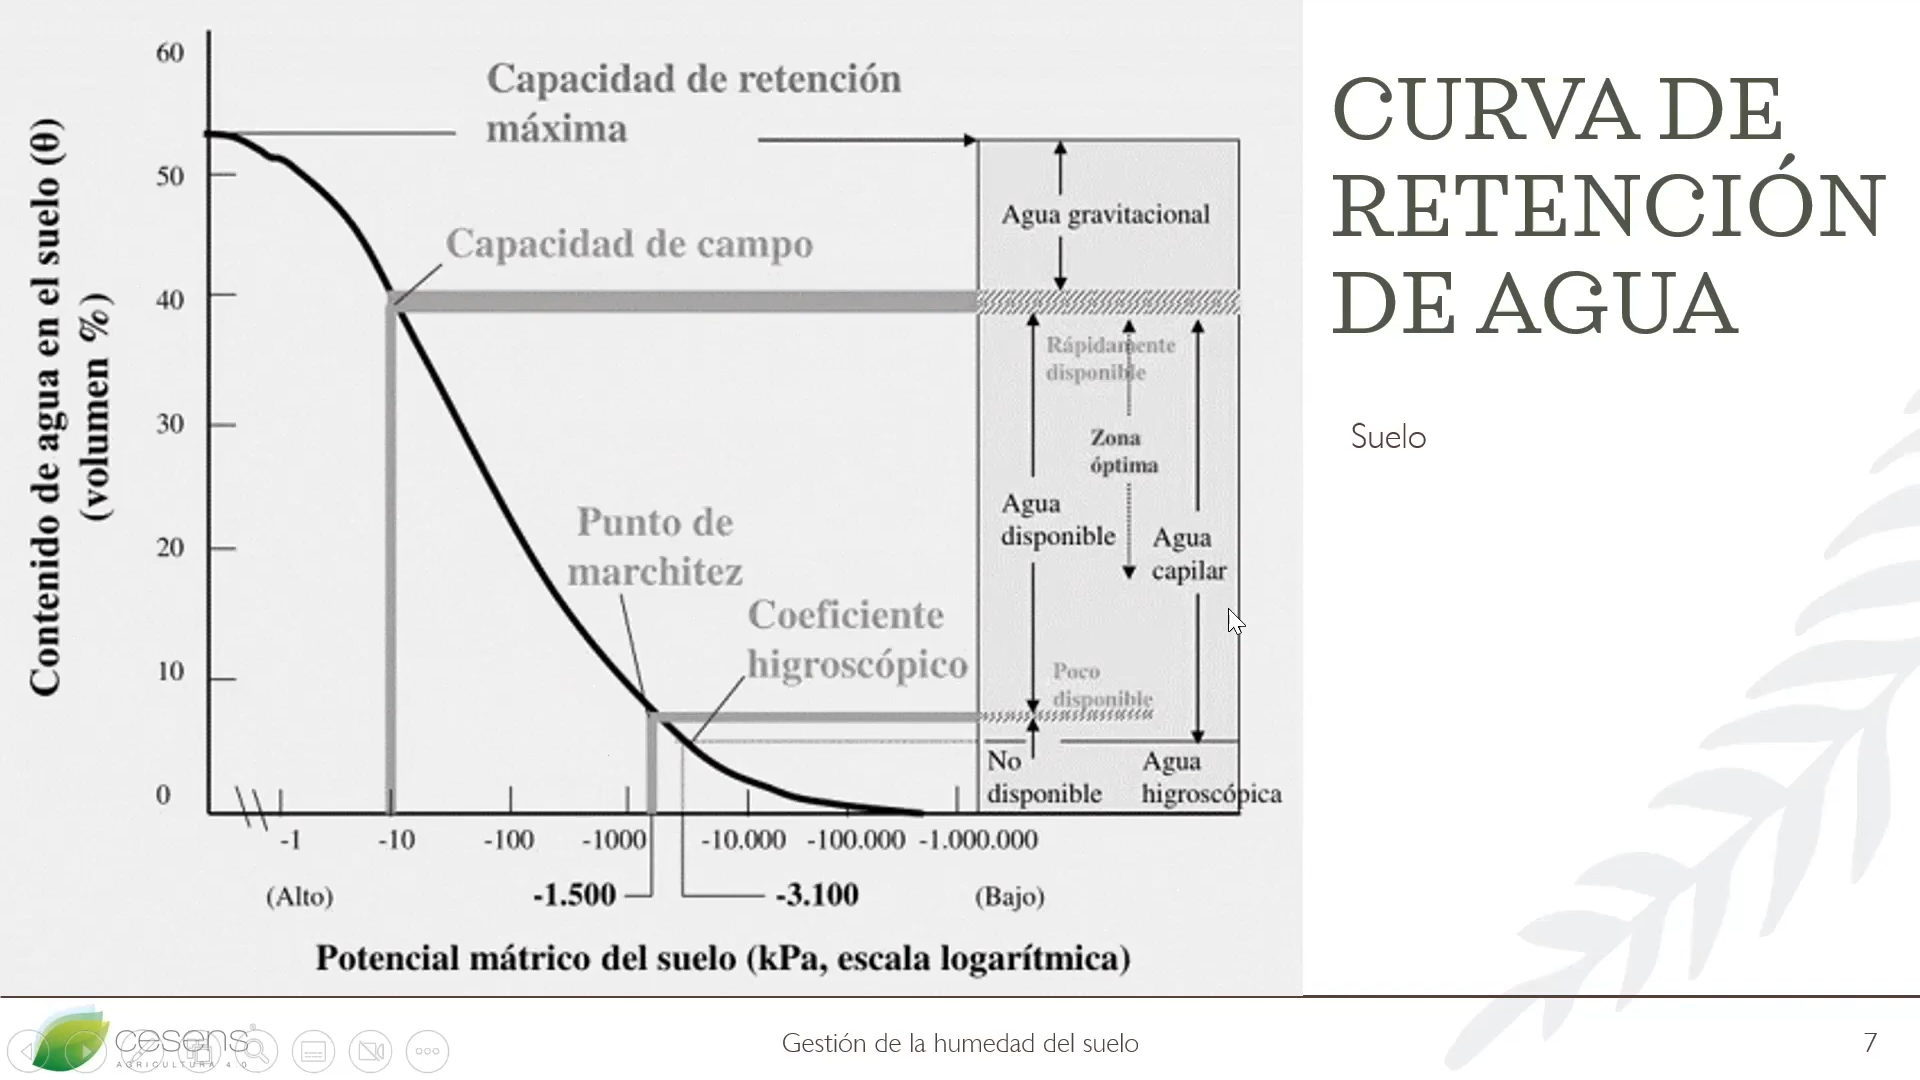 CURVA DE
RETENCIÓN
DE AGUA
Suelo
Contenido de agua en el suelo (θ)
(volumen %)
60
50
40
30
20
10
0
Capacidad de retención
máxima
Capacidad de campo
Punto de
marchitez
Coeficiente
higroscópico
Agua gravitacional
Rápidamente
disponible
Zona
óptima
Agua
disponible
Agua
capilar
Poco
disponible
No
disponible
Agua
higroscópica
-1
-10
-100
-1000
-10.000
-100.000
-1.000.000
(Alto)
-1.500
-3.100
(Bajo)
Potencial mátrico del suelo (kPa, escala logarítmica)
cesens
AGRICULTURA 4.0
Gestión de la humedad del suelo
7